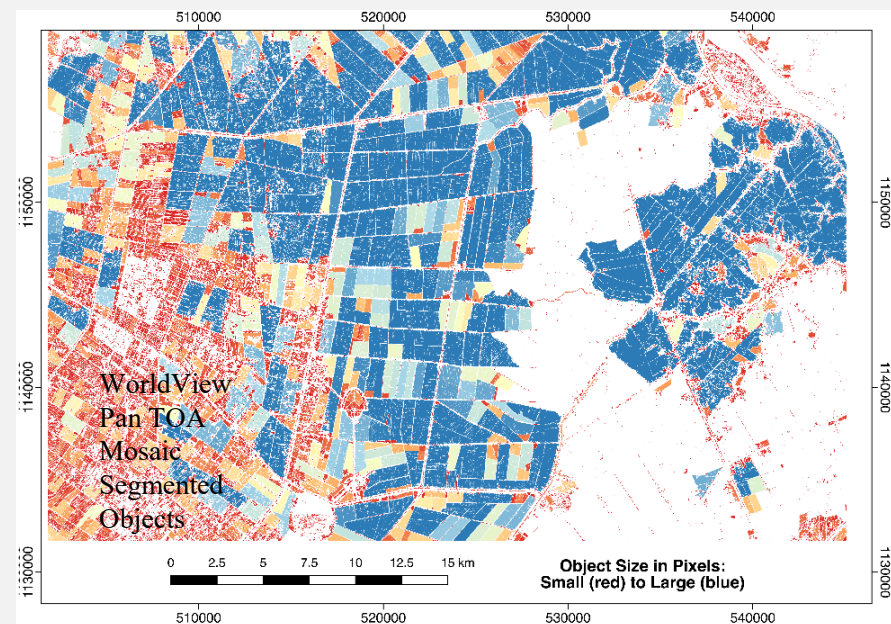 510000 520000 530000 540000
1150000 1150000
1140000 1140000
WorldView
Pan TOA
Mosaic
Segmented
Objects
0 2.5 5 7.5 10 12.5 15 km
Object Size in Pixels:
Small (red) to Large (blue)
1130000 1130000
510000 520000 530000 540000